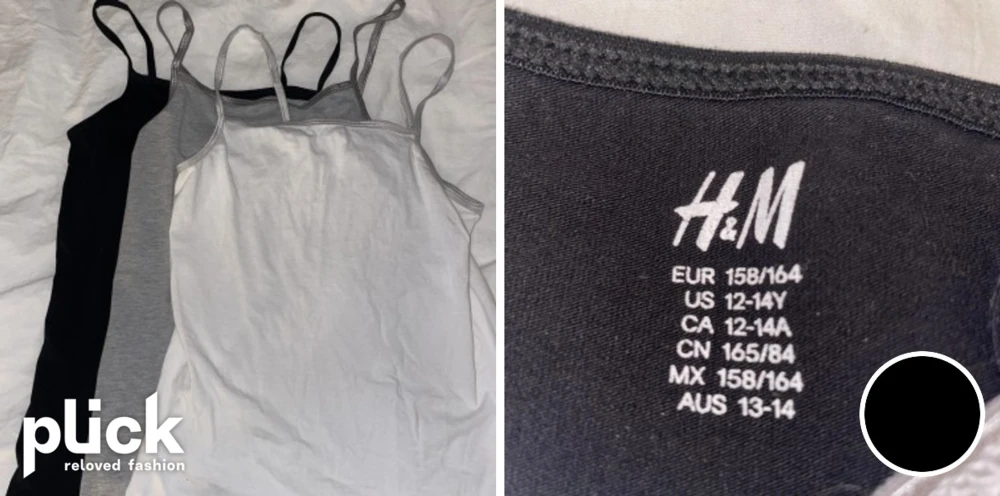 plick
reloved fashion
H&M
EUR 158/164
US 12-14Y
CA 12-14A
CN 165/84
MX 158/164
AUS 13-14